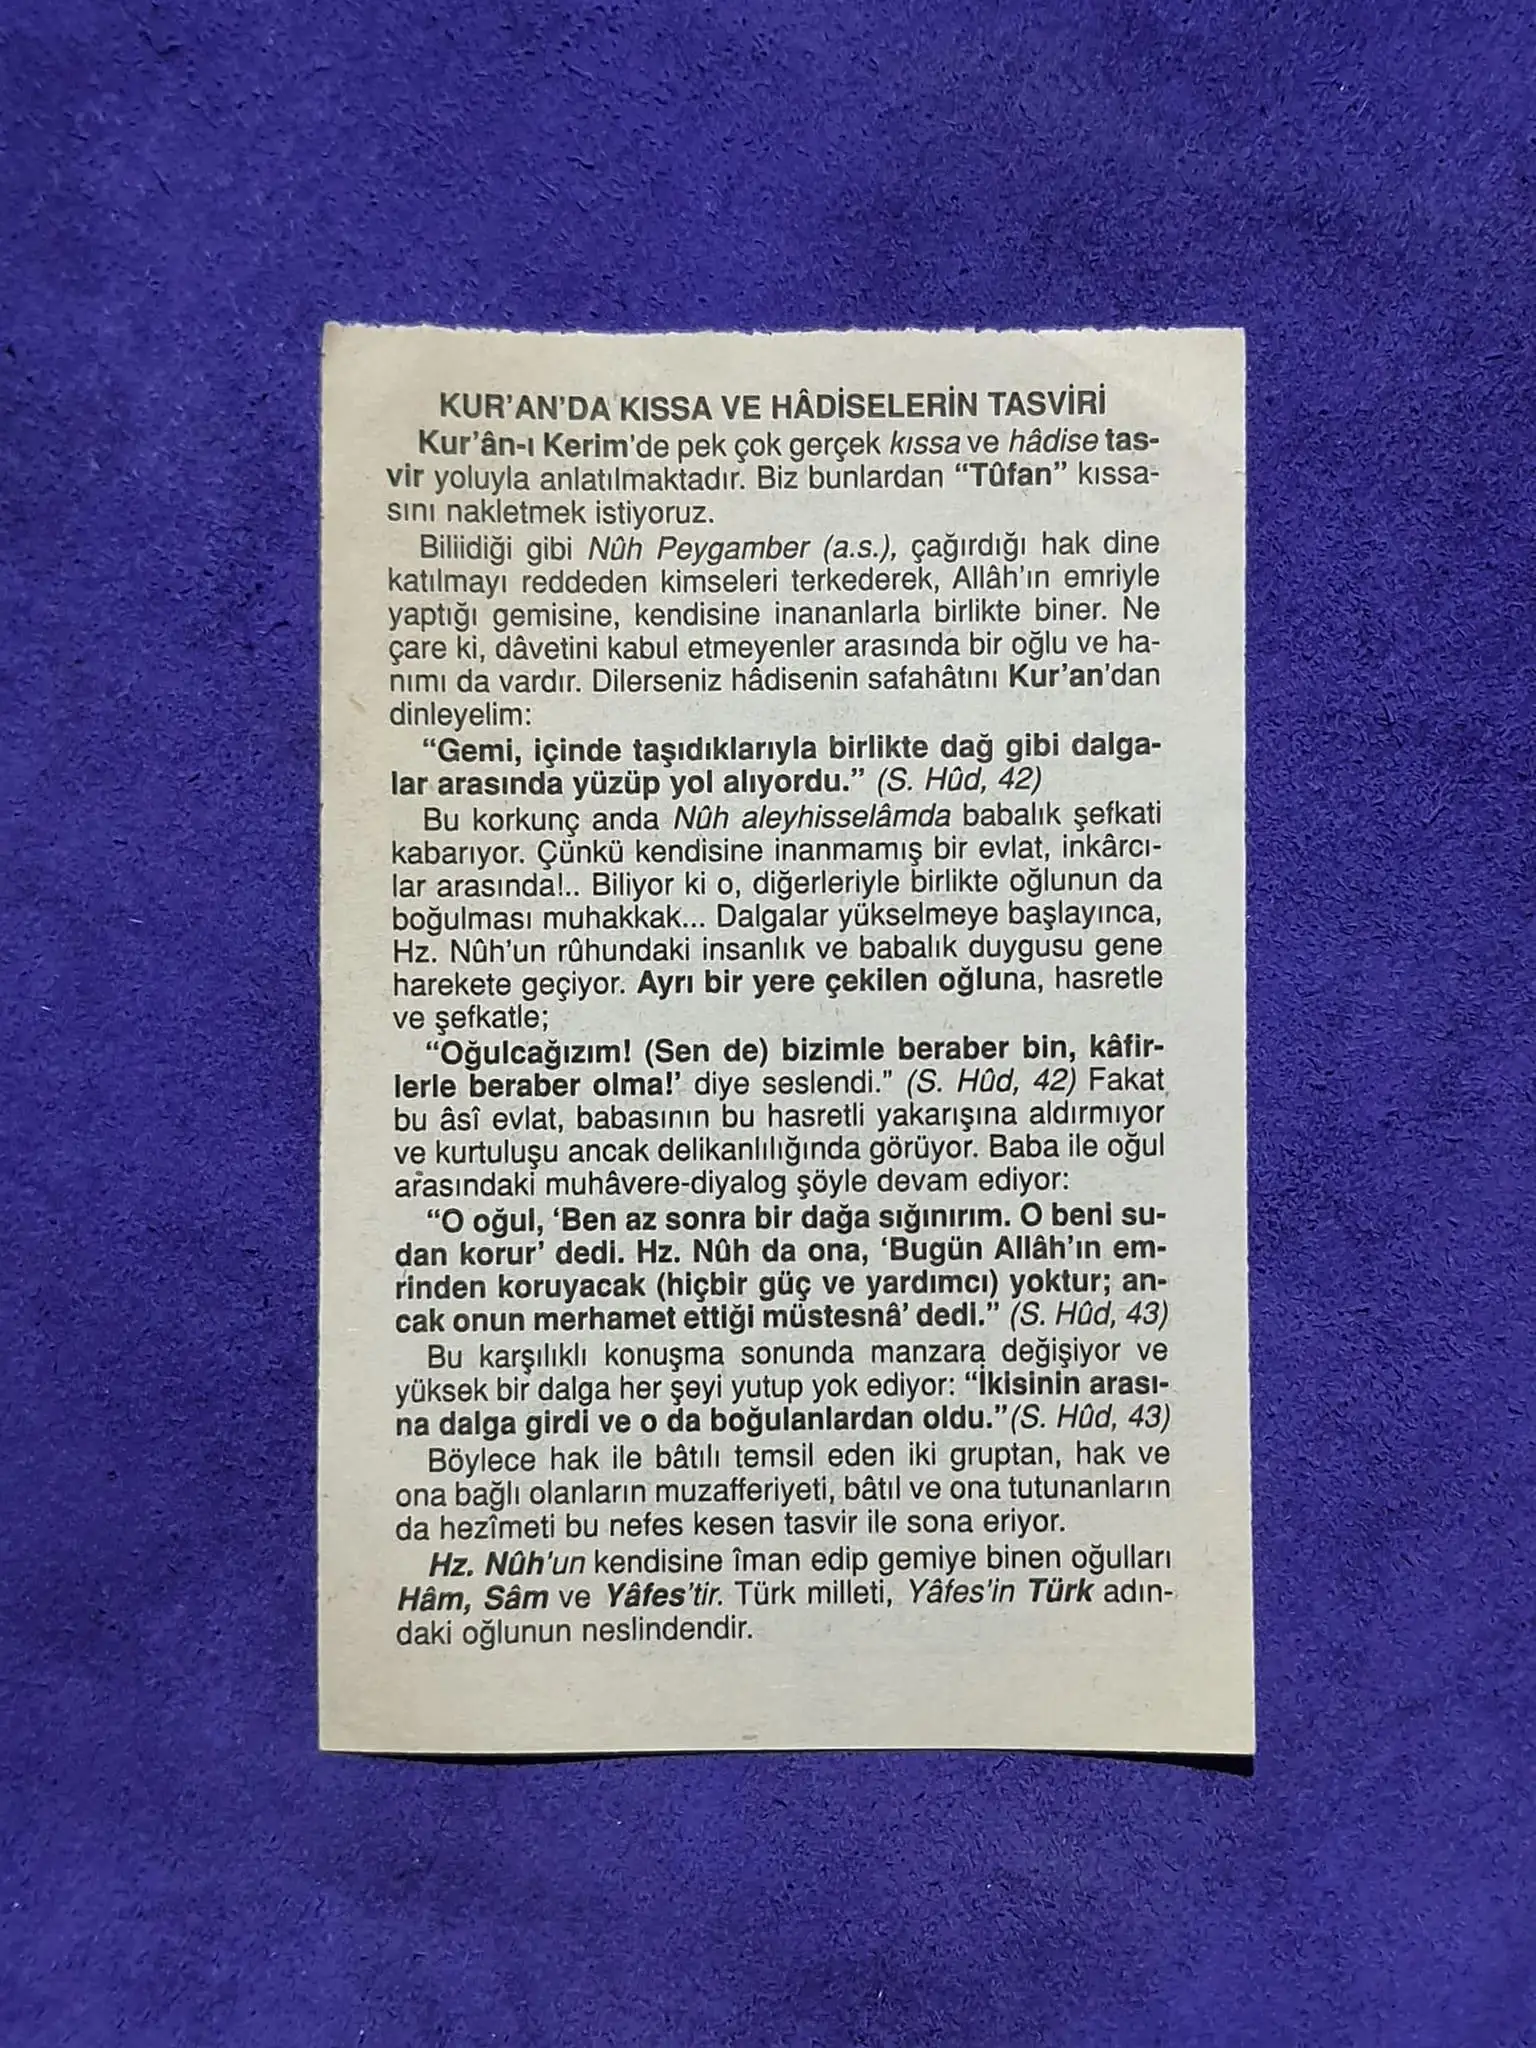 KUR'AN'DA KISSA VE HÂDİSELERİN TASVİRİ
Kur'ân-ı Kerim'de pek çok gerçek kıssa ve hâdise tas-
vir yoluyla anlatılmaktadır. Biz bunlardan “Tûfan” kıssa-
sını nakletmek istiyoruz.
Biliidiği gibi Nûh Peygamber (a.s.), çağırdığı hak dine
katılmayı reddeden kimseleri terkederek, Allâh'ın emriyle
yaptığı gemisine, kendisine inananlarla birlikte biner. Ne
çare ki, dâvetini kabul etmeyenler arasında bir oğlu ve ha-
nımı da vardır. Dilerseniz hâdisenin safahâtını Kur'an'dan
dinleyelim:
“Gemi, içinde taşıdıklarıyla birlikte dağ gibi dalga-
lar arasında yüzüp yol alıyordu.” (S. Hûd, 42)
Bu korkunç anda Nûh aleyhisselâmda babalık şefkati
kabarıyor. Çünkü kendisine inanmamış bir evlat, inkârcı-
lar arasında!.. Biliyor ki o, diğerleriyle birlikte oğlunun da
boğulması muhakkak... Dalgalar yükselmeye başlayınca,
Hz. Nûh'un rûhundaki insanlık ve babalık duygusu gene
harekete geçiyor. Ayrı bir yere çekilen oğluna, hasretle
ve şefkatle;
“Oğulcağızım! (Sen de) bizimle beraber bin, kâfir-
lerle beraber olma!’ diye seslendi.” (S. Hûd, 42) Fakat
bu âsî evlat, babasının bu hasretli yakarışına aldırmıyor
ve kurtuluşu ancak delikanlılığında görüyor. Baba ile oğul
arasındaki muhâvere-diyalog şöyle devam ediyor:
“O oğul, ‘Ben az sonra bir dağa sığınırım. O beni su-
dan korur’ dedi. Hz. Nûh da ona, ‘Bugün Allâh'ın em-
rinden koruyacak (hiçbir güç ve yardımcı) yoktur; an-
cak onun merhamet ettiği müstesnâ’ dedi.” (S. Hûd, 43)
Bu karşılıklı konuşma sonunda manzara değişiyor ve
yüksek bir dalga her şeyi yutup yok ediyor: “İkisinin arası-
na dalga girdi ve o da boğulanlardan oldu.”(S. Hûd, 43)
Böylece hak ile bâtılı temsil eden iki gruptan, hak ve
ona bağlı olanların muzafferiyeti, bâtıl ve ona tutunanların
da hezîmeti bu nefes kesen tasvir ile sona eriyor.
Hz. Nûh'un kendisine îman edip gemiye binen oğulları
Hâm, Sâm ve Yâfes'tir. Türk milleti, Yâfes'in Türk adın-
daki oğlunun neslindendir.